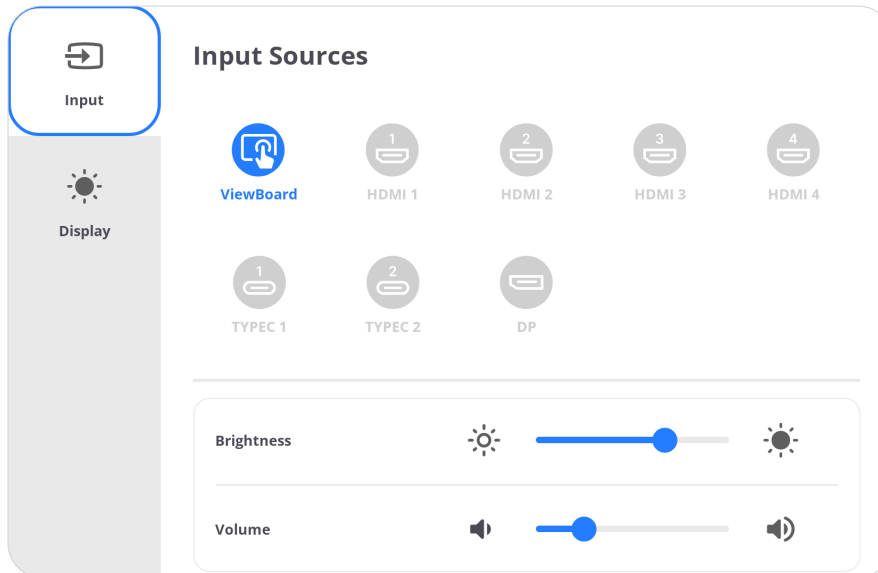 Input
Display
Input Sources
ViewBoard
1
HDMI 1
2
HDMI 2
3
HDMI 3
4
HDMI 4
1
TYPEC 1
2
TYPEC 2
DP
Brightness
Volume